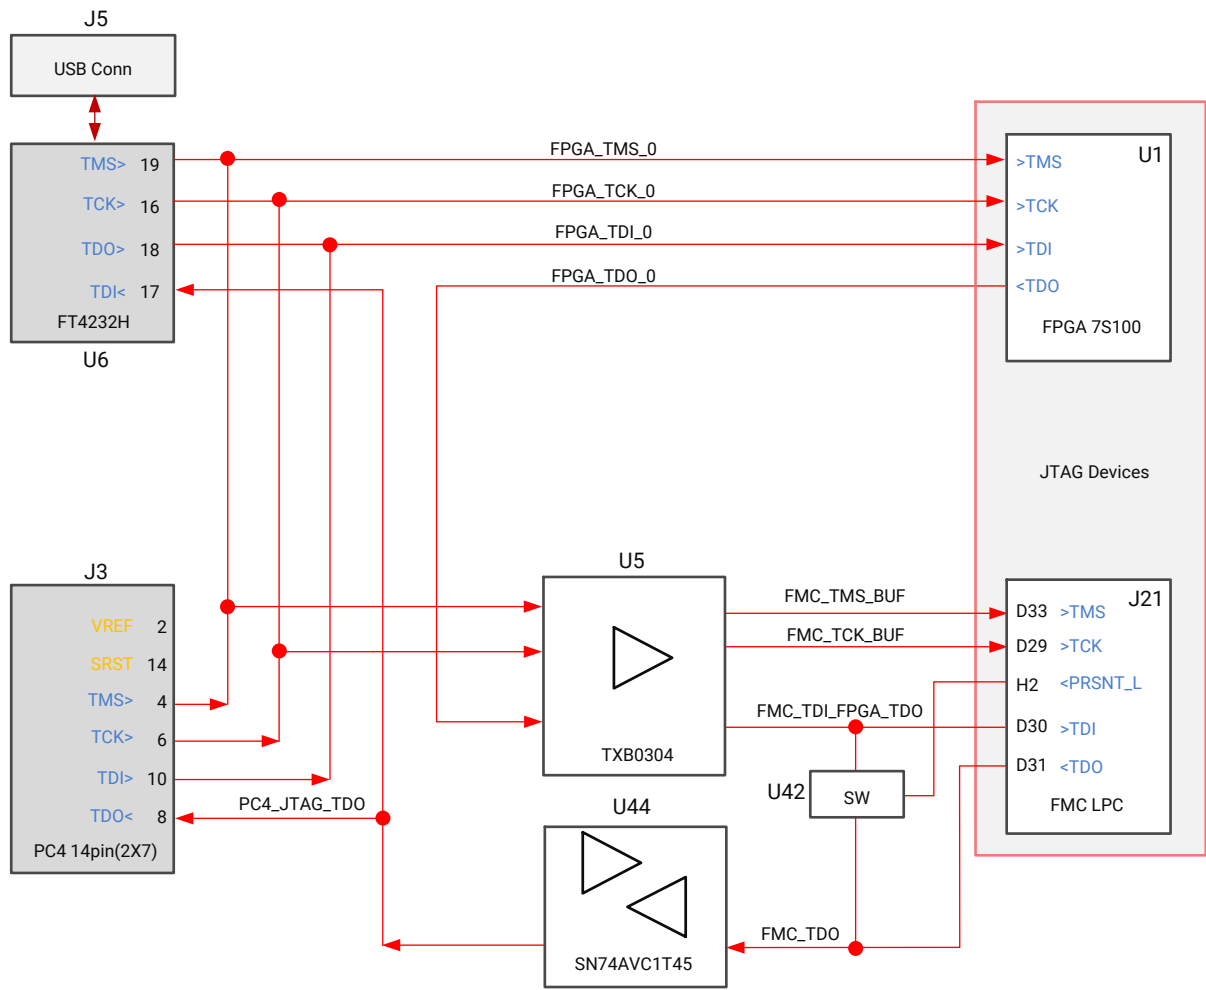 J5
USB Conn
TMS> 19
TCK> 16
TDO> 18
TDI< 17
FT4232H
U6
FPGA_TMS_0
FPGA_TCK_0
FPGA_TDI_0
FPGA_TDO_0
U1
>TMS
>TCK
>TDI
<TDO
FPGA 7S100
JTAG Devices
J3
VREF 2
SRST 14
TMS> 4
TCK> 6
TDI> 10
TDO< 8
PC4 14pin(2X7)
PC4_JTAG_TDO
U5
TXB0304
FMC_TMS_BUF
FMC_TCK_BUF
FMC_TDI_FPGA_TDO
U42
SW
U44
SN74AVC1T45
FMC_TDO
J21
D33 >TMS
D29 >TCK
H2 <PRSNT_L
D30 >TDI
D31 <TDO
FMC LPC